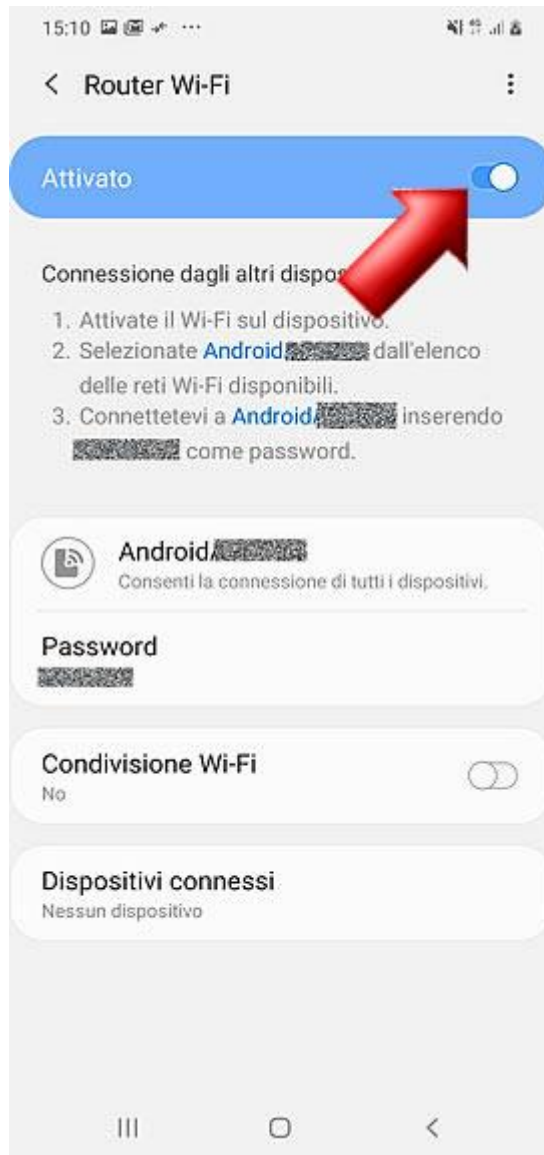 15:10
Router Wi-Fi
Attivato
Connessione dagli altri dispos
1. Attivate il Wi-Fi sul dispositivo.
2. Selezionate Android dall'elenco
delle reti Wi-Fi disponibili.
3. Connettetevi a Android inserendo
come password.
Android
Consenti la connessione di tutti i dispositivi.
Password
Condivisione Wi-Fi
No
Dispositivi connessi
Nessun dispositivo